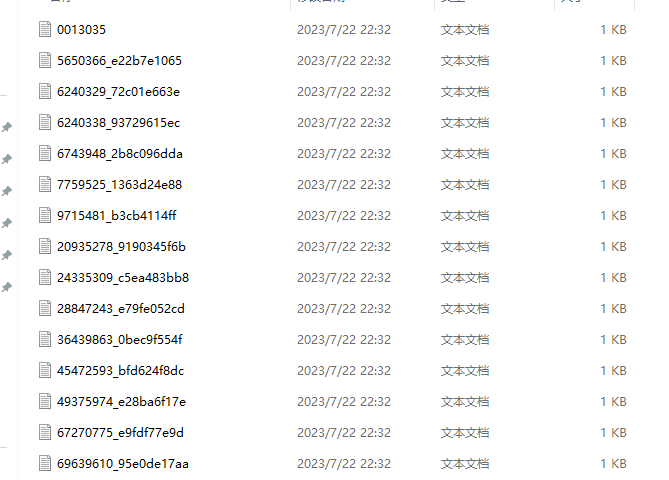 0013035 2023/7/22 22:32 文本文档 1 KB
5650366_e22b7e1065 2023/7/22 22:32 文本文档 1 KB
6240329_72c01e663e 2023/7/22 22:32 文本文档 1 KB
6240338_93729615ec 2023/7/22 22:32 文本文档 1 KB
6743948_2b8c096dda 2023/7/22 22:32 文本文档 1 KB
7759525_1363d24e88 2023/7/22 22:32 文本文档 1 KB
9715481_b3cb4114ff 2023/7/22 22:32 文本文档 1 KB
20935278_9190345f6b 2023/7/22 22:32 文本文档 1 KB
24335309_c5ea483bb8 2023/7/22 22:32 文本文档 1 KB
28847243_e79fe052cd 2023/7/22 22:32 文本文档 1 KB
36439863_0bec9f554f 2023/7/22 22:32 文本文档 1 KB
45472593_bfd624f8dc 2023/7/22 22:32 文本文档 1 KB
49375974_e28ba6f17e 2023/7/22 22:32 文本文档 1 KB
67270775_e9fdf77e9d 2023/7/22 22:32 文本文档 1 KB
69639610_95e0de17aa 2023/7/22 22:32 文本文档 1 KB